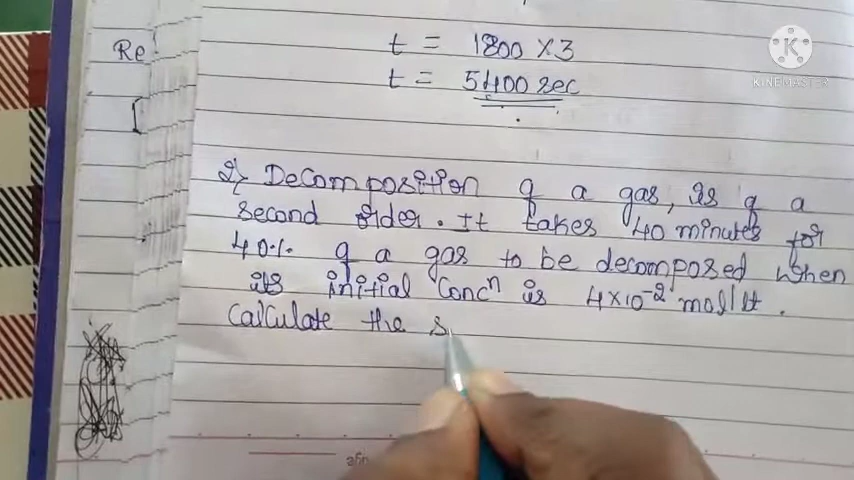 Re
t = 1800 × 3
t = 5400 sec
KINEMASTER
2) Decomposition of a gas, is of a
second order. It takes 40 minutes for
40% of a gas to be decomposed when
its initial Concⁿ is 4×10⁻² mol/lt.
Calculate the s